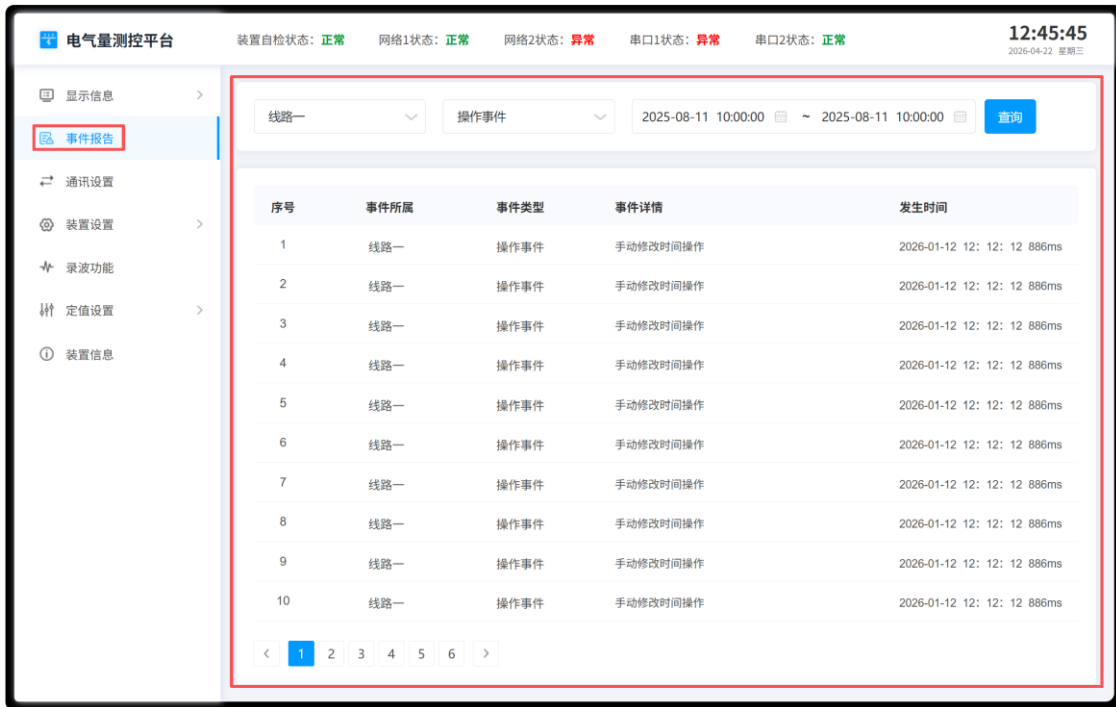 电气量测控平台 装置自检状态：正常 网络1状态：正常 网络2状态：异常 串口1状态：异常 串口2状态：正常 12:45:45
2026-04-22 星期三
显示信息
事件报告
通讯设置
装置设置
录波功能
定值设置
装置信息
线路一 操作事件 2025-08-11 10:00:00 ~ 2025-08-11 10:00:00 查询
序号 事件所属 事件类型 事件详情 发生时间
1 线路一 操作事件 手动修改时间操作 2026-01-12 12：12：12 886ms
2 线路一 操作事件 手动修改时间操作 2026-01-12 12：12：12 886ms
3 线路一 操作事件 手动修改时间操作 2026-01-12 12：12：12 886ms
4 线路一 操作事件 手动修改时间操作 2026-01-12 12：12：12 886ms
5 线路一 操作事件 手动修改时间操作 2026-01-12 12：12：12 886ms
6 线路一 操作事件 手动修改时间操作 2026-01-12 12：12：12 886ms
7 线路一 操作事件 手动修改时间操作 2026-01-12 12：12：12 886ms
8 线路一 操作事件 手动修改时间操作 2026-01-12 12：12：12 886ms
9 线路一 操作事件 手动修改时间操作 2026-01-12 12：12：12 886ms
10 线路一 操作事件 手动修改时间操作 2026-01-12 12：12：12 886ms
1 2 3 4 5 6